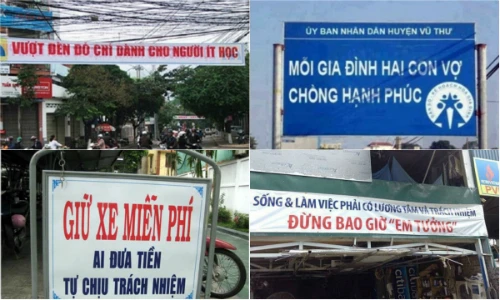 VƯỢT ĐÈN ĐỎ CHỈ DÀNH CHO NGƯỜI ÍT HỌC
ỦY BAN NHÂN DÂN HUYỆN VŨ THƯ
MỖI GIA ĐÌNH HAI CON VỢ
CHỒNG HẠNH PHÚC
GIỮ XE MIỄN PHÍ
AI ĐƯA TIỀN
TỰ CHỊU TRÁCH NHIỆM
SỐNG & LÀM VIỆC PHẢI CÓ LƯƠNG TÂM VÀ TRÁCH NHIỆM
ĐỪNG BAO GIỜ "EM TƯỞNG"